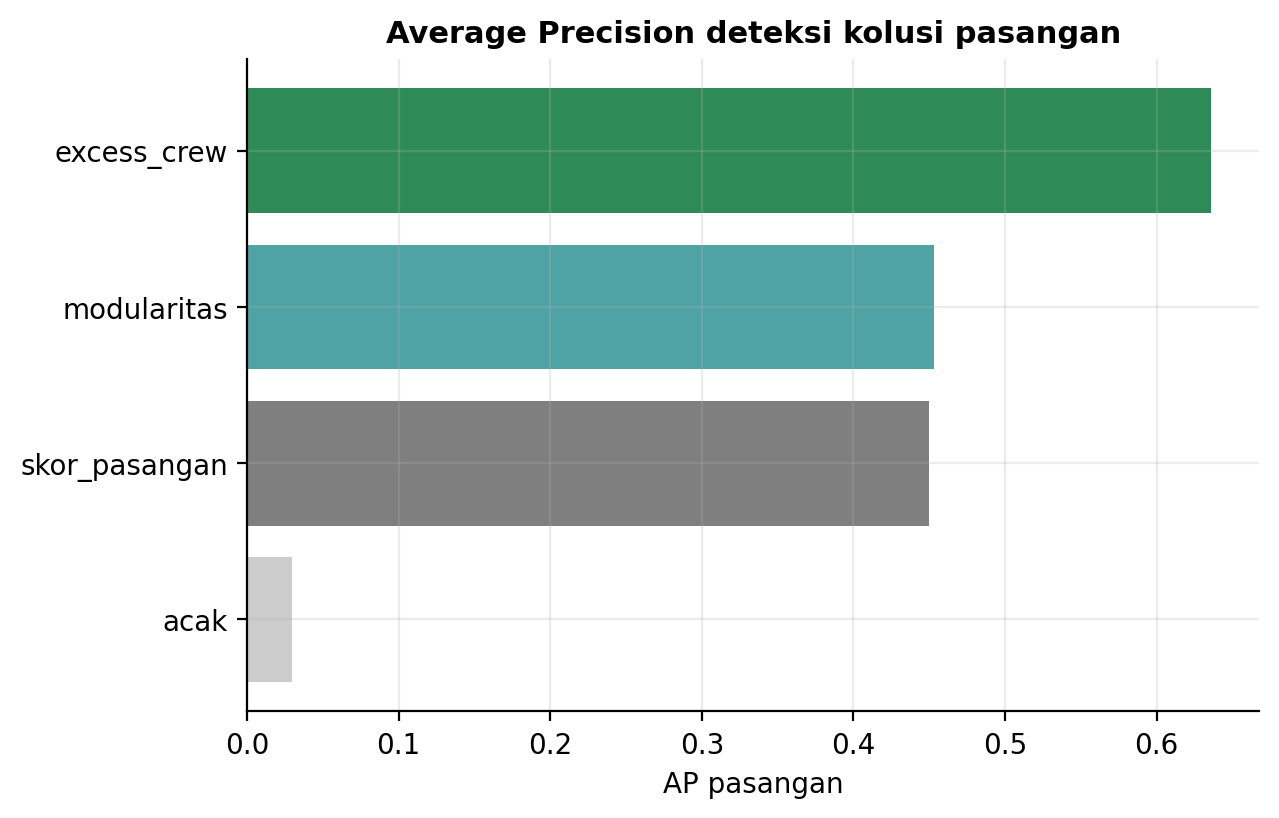 Average Precision deteksi kolusi pasangan
excess_crew
modularitas
skor_pasangan
acak
0.0 0.1 0.2 0.3 0.4 0.5 0.6
AP pasangan